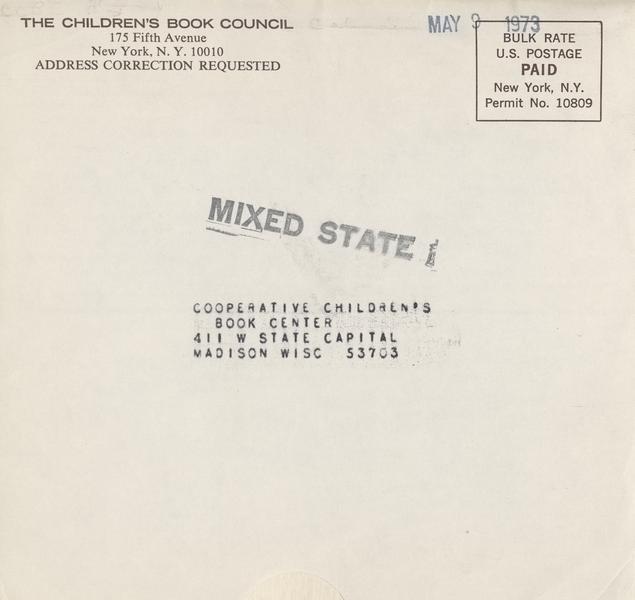 THE CHILDREN'S BOOK COUNCIL
175 Fifth Avenue
New York, N. Y. 10010
ADDRESS CORRECTION REQUESTED
MAY 9 1973
BULK RATE
U.S. POSTAGE
PAID
New York, N.Y.
Permit No. 10809
MIXED STATE
COOPERATIVE CHILDREN'S
BOOK CENTER
411 W STATE CAPITAL
MADISON WISC 53703